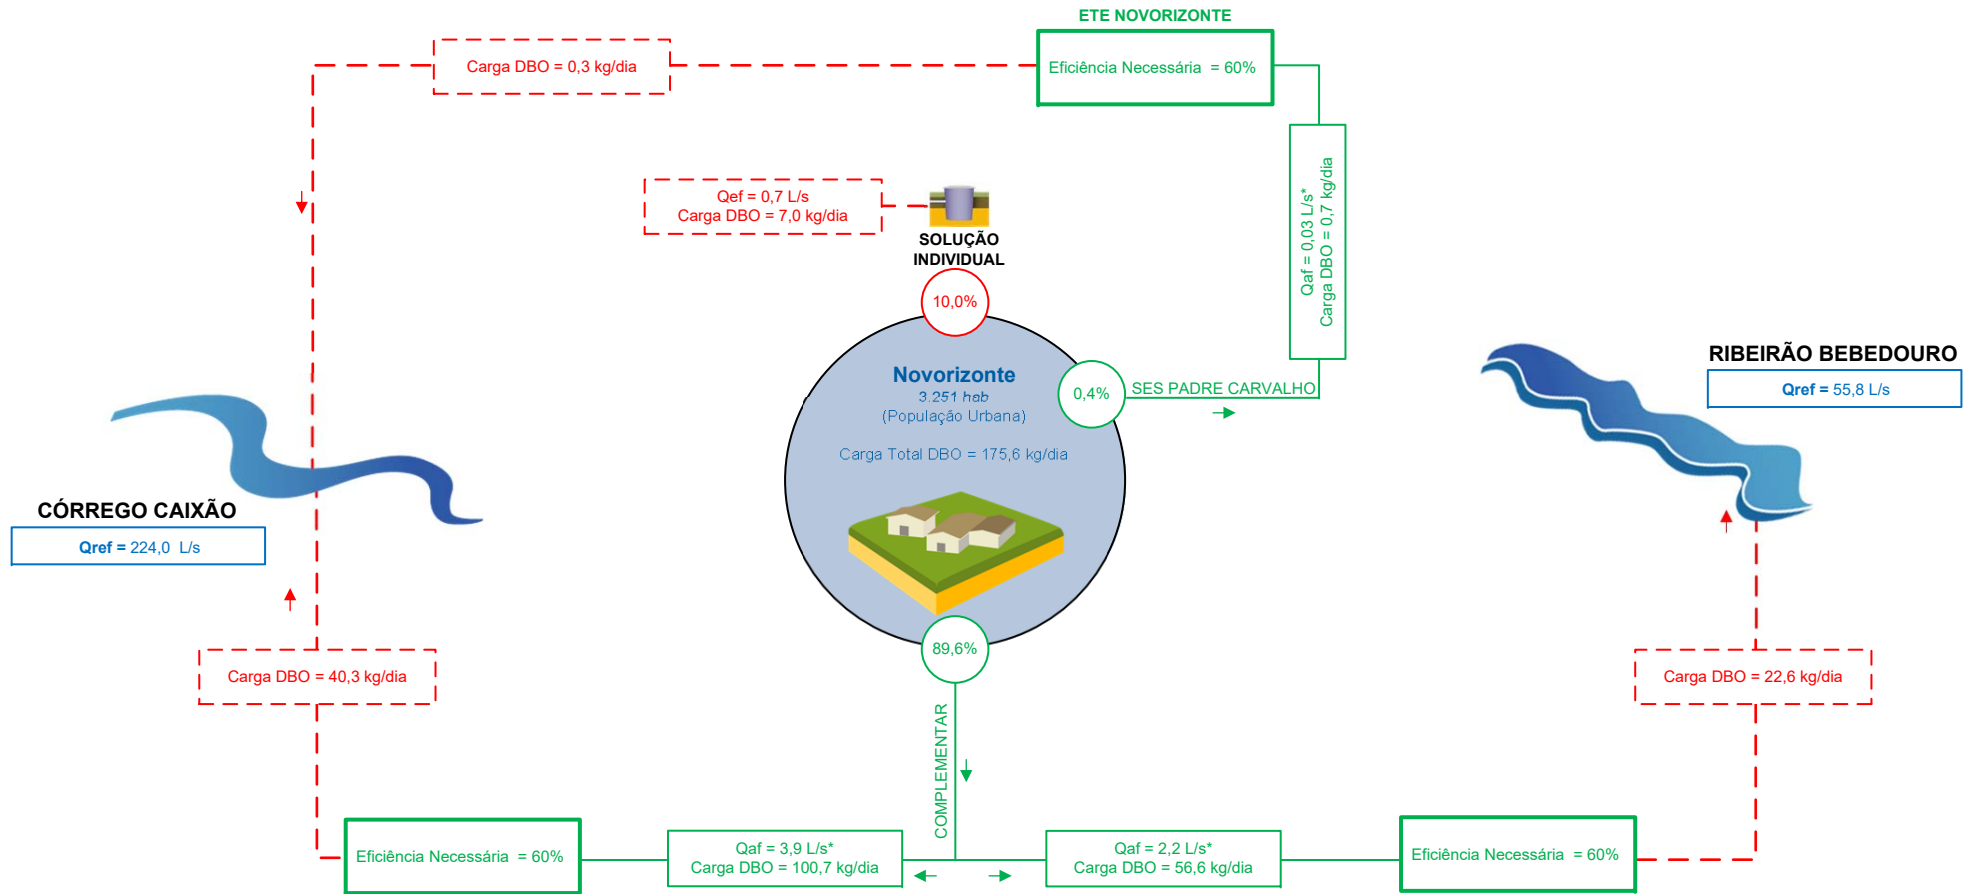 ETE NOVORIZONTE
Eficiência Necessária = 60%
Carga DBO = 0,3 kg/dia
Qaf = 0,03 L/s*
Carga DBO = 0,7 kg/dia
Qef = 0,7 L/s
Carga DBO = 7,0 kg/dia
SOLUÇÃO
INDIVIDUAL
10,0%
Novorizonte
3.251 hab
(População Urbana)
Carga Total DBO = 175,6 kg/dia
0,4%
SES PADRE CARVALHO
RIBEIRÃO BEBEDOURO
Qref = 55,8 L/s
CÓRREGO CAIXÃO
Qref = 224,0 L/s
89,6%
COMPLEMENTAR
Carga DBO = 40,3 kg/dia
Carga DBO = 22,6 kg/dia
Eficiência Necessária = 60%
Qaf = 3,9 L/s*
Carga DBO = 100,7 kg/dia
Qaf = 2,2 L/s*
Carga DBO = 56,6 kg/dia
Eficiência Necessária = 60%